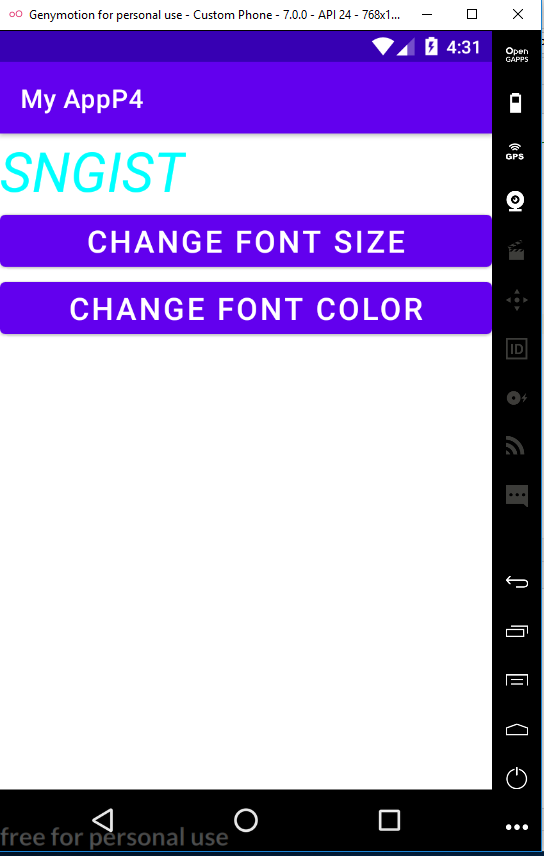 Genymotion for personal use - Custom Phone - 7.0.0 - API 24 - 768x1...
4:31
Open
GAPPS
My AppP4
GPS
SNGIST
CHANGE FONT SIZE
CHANGE FONT COLOR
ID
free for personal use